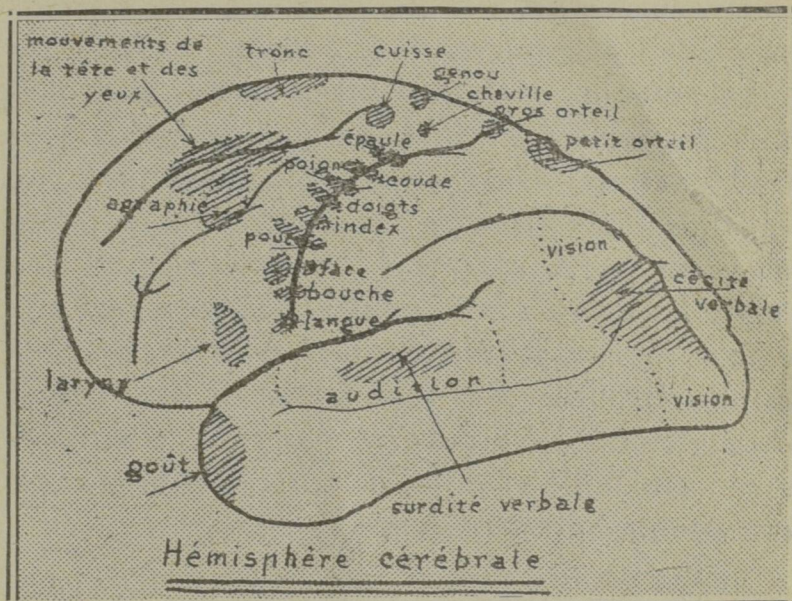 mouvements de
la tête et des
yeux
tronc
cuisse
genou
cheville
gros orteil
petit orteil
épaule
poignet
coude
agraphie
doigts
index
pouce
face
bouche
langue
larynx
vision
cécité
verbale
audision
vision
goût
surdité verbale
Hémisphère cérébrale